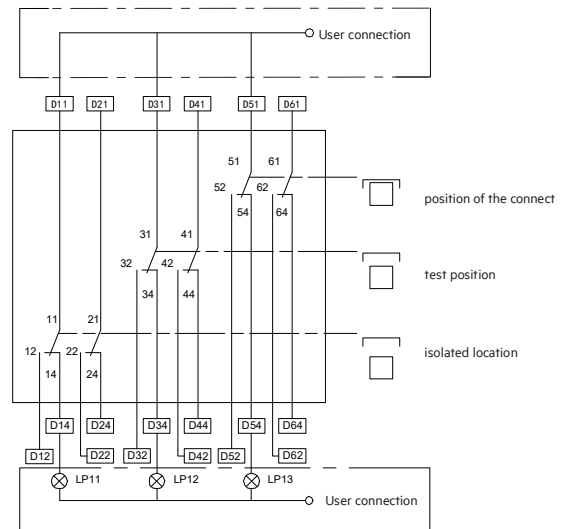 User connection
D11 D21 D31 D41 D51 D61
51 61
52 62
54 64
position of the connect
31 41
32 42
34 44
test position
11 21
12 22
14 24
isolated location
D14 D24 D34 D44 D54 D64
D12 D22 D32 D42 D52 D62
LP11 LP12 LP13
User connection